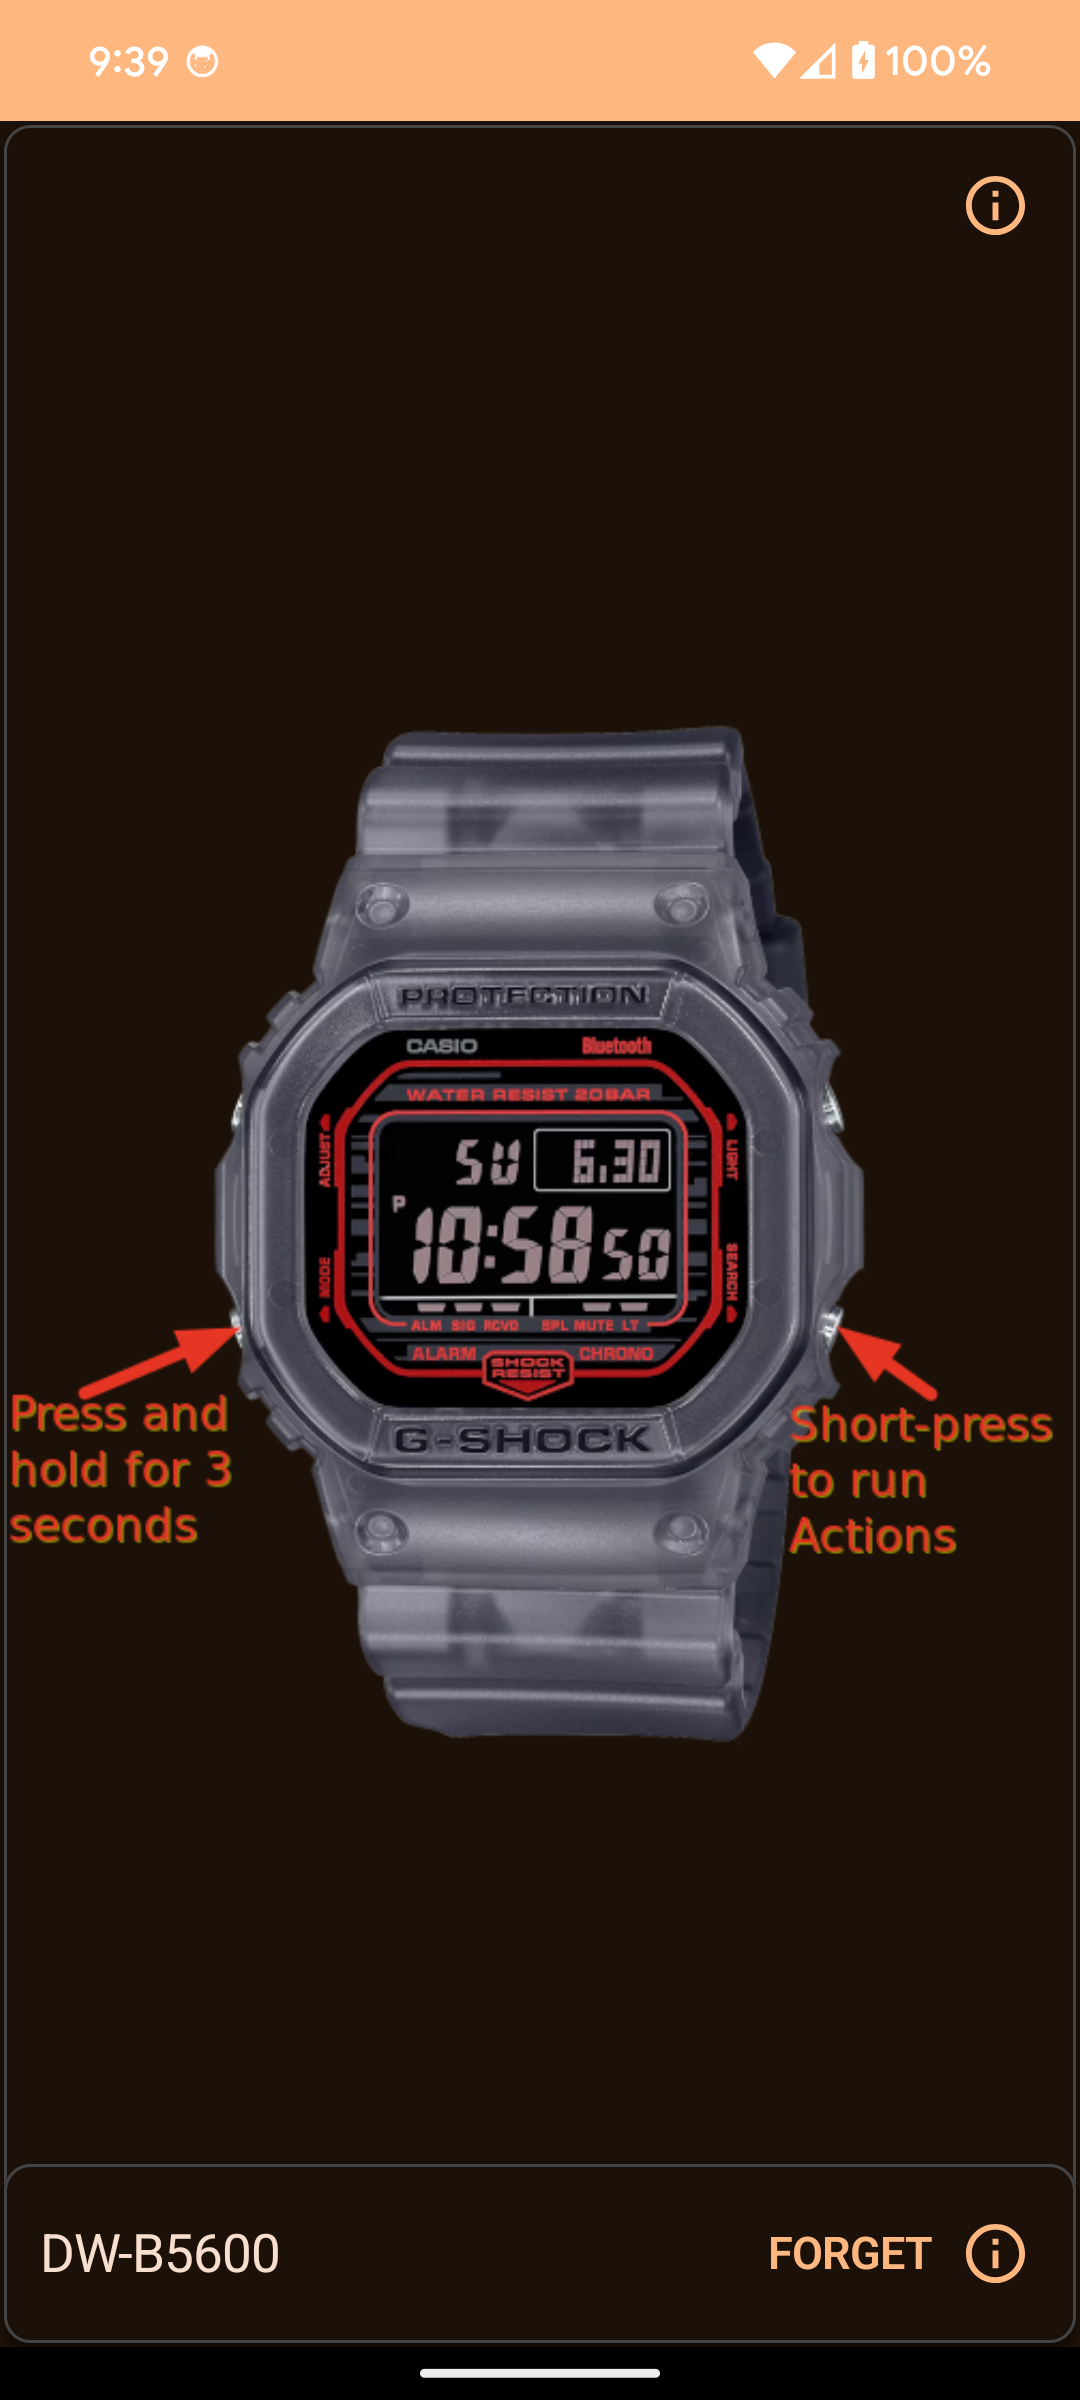 9:39
100%
PROTECTION
CASIO Bluetooth
WATER RESIST 20BAR
ADJUST
LIGHT
SU 6.30
P
10:58 50
MODE
SEARCH
ALM SIG RCVD SPL MUTE LT
ALARM CHRONO
SHOCK
RESIST
G-SHOCK
Press and
hold for 3
seconds
Short-press
to run
Actions
DW-B5600
FORGET